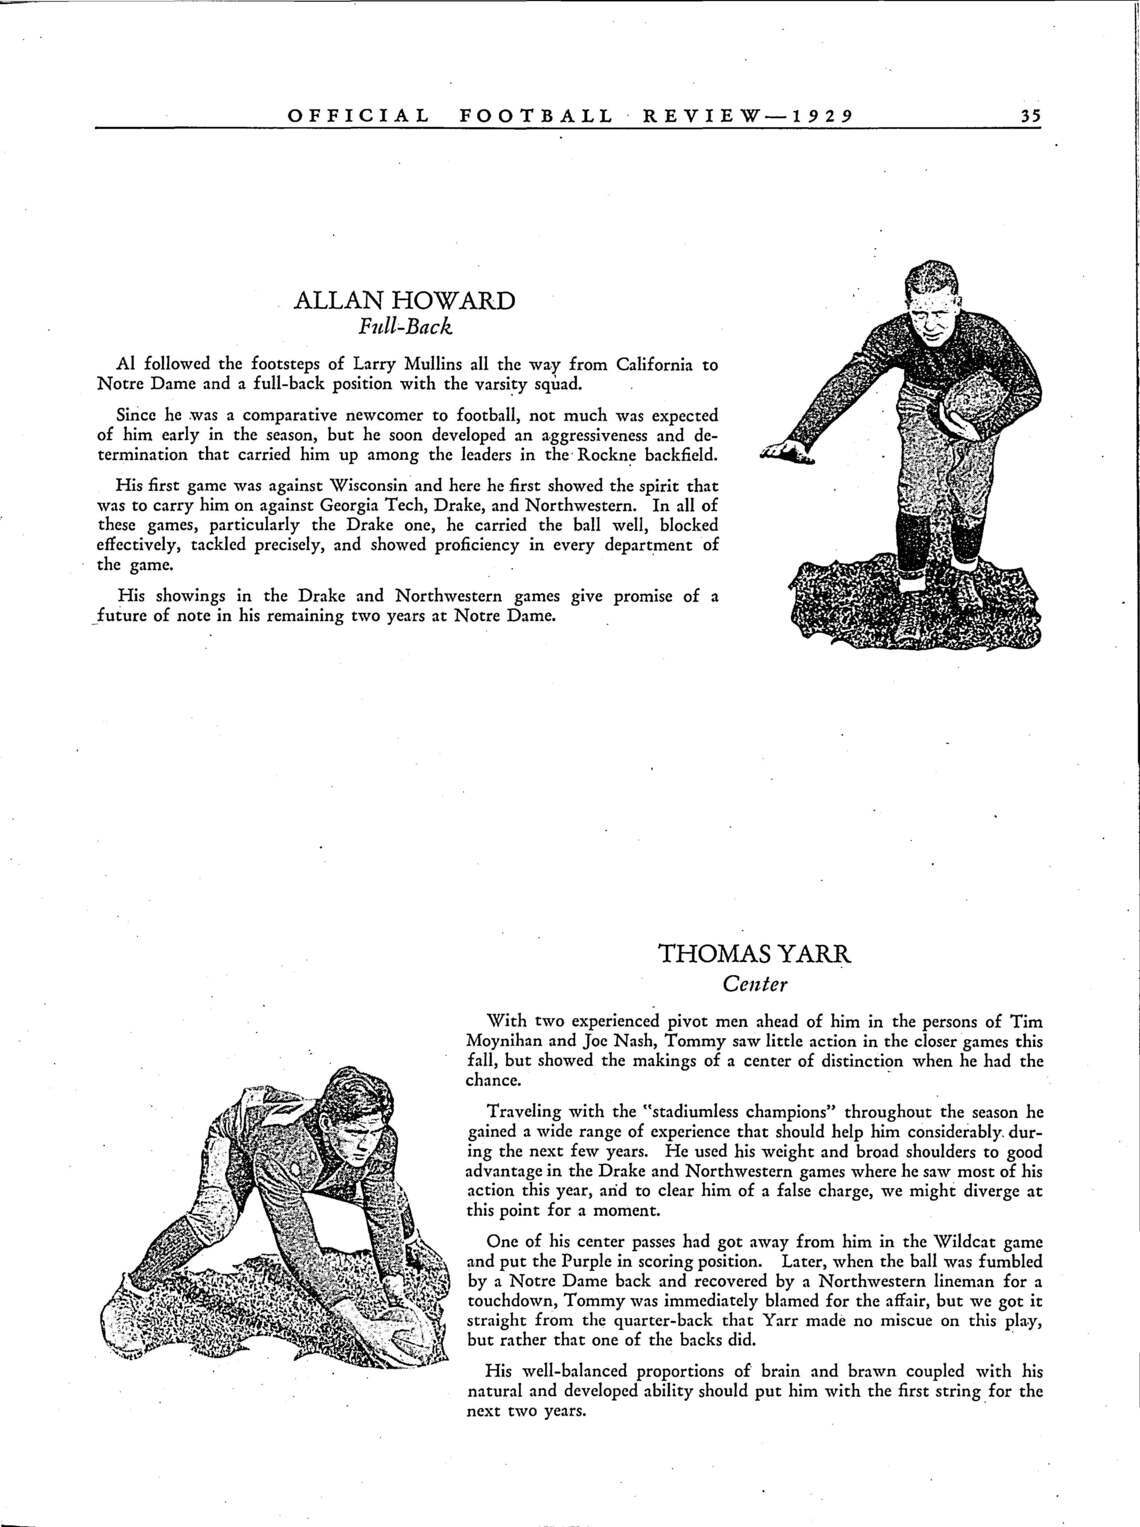 OFFICIAL FOOTBALL REVIEW—1929 35
ALLAN HOWARD
Full-Back
Al followed the footsteps of Larry Mullins all the way from California to
Notre Dame and a full-back position with the varsity squad.
Since he was a comparative newcomer to football, not much was expected
of him early in the season, but he soon developed an aggressiveness and de-
termination that carried him up among the leaders in the Rockne backfield.
His first game was against Wisconsin and here he first showed the spirit that
was to carry him on against Georgia Tech, Drake, and Northwestern. In all of
these games, particularly the Drake one, he carried the ball well, blocked
effectively, tackled precisely, and showed proficiency in every department of
the game.
His showings in the Drake and Northwestern games give promise of a
future of note in his remaining two years at Notre Dame.
THOMAS YARR
Center
With two experienced pivot men ahead of him in the persons of Tim
Moynihan and Joe Nash, Tommy saw little action in the closer games this
fall, but showed the makings of a center of distinction when he had the
chance.
Traveling with the "stadiumless champions" throughout the season he
gained a wide range of experience that should help him considerably dur-
ing the next few years. He used his weight and broad shoulders to good
advantage in the Drake and Northwestern games where he saw most of his
action this year, and to clear him of a false charge, we might diverge at
this point for a moment.
One of his center passes had got away from him in the Wildcat game
and put the Purple in scoring position. Later, when the ball was fumbled
by a Notre Dame back and recovered by a Northwestern lineman for a
touchdown, Tommy was immediately blamed for the affair, but we got it
straight from the quarter-back that Yarr made no miscue on this play,
but rather that one of the backs did.
His well-balanced proportions of brain and brawn coupled with his
natural and developed ability should put him with the first string for the
next two years.